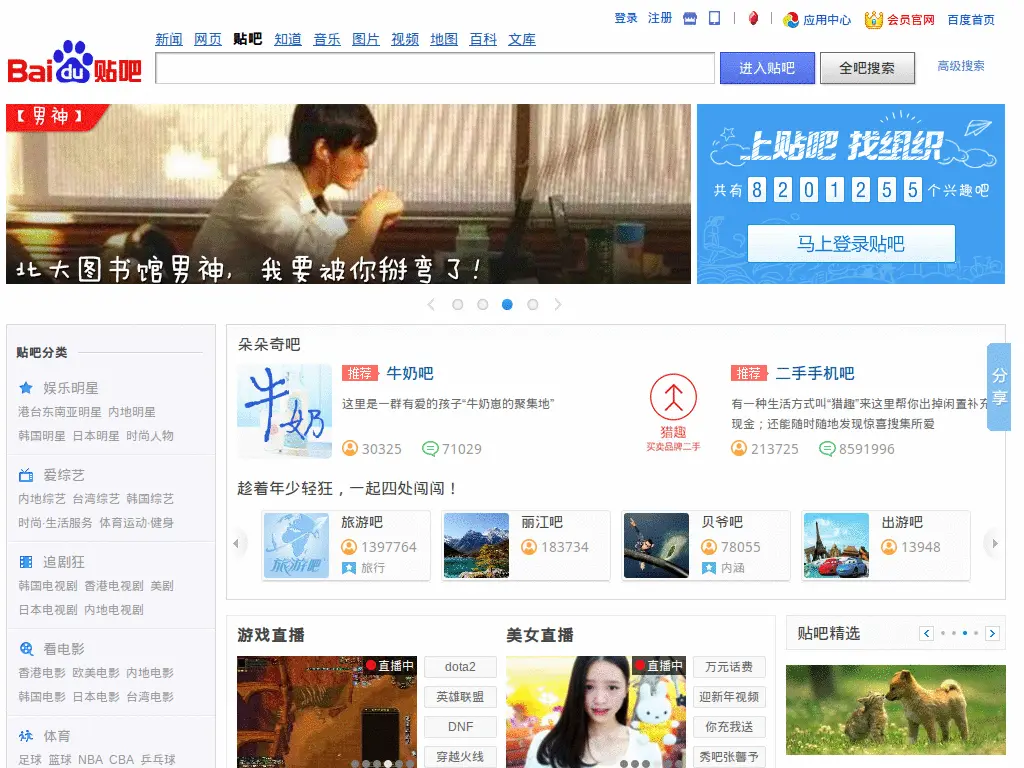 登录 注册 应用中心 会员官网 百度首页
新闻 网页 贴吧 知道 音乐 图片 视频 地图 百科 文库
Baidu贴吧
进入贴吧 全吧搜索 高级搜索
【男神】
北大图书馆男神，我要被你掰弯了！
上贴吧 找组织
共有 8 2 0 1 2 5 5 个兴趣吧
马上登录贴吧
分享
贴吧分类
娱乐明星
港台东南亚明星 内地明星
韩国明星 日本明星 时尚人物
爱综艺
内地综艺 台湾综艺 韩国综艺
时尚·生活服务 体育运动·健身
追剧狂
韩国电视剧 香港电视剧 美剧
日本电视剧 内地电视剧
看电影
香港电影 欧美电影 内地电影
韩国电影 日本电影 台湾电影
体育
足球 篮球 NBA CBA 乒乓球
朵朵奇吧
牛奶
推荐 牛奶吧
这里是一群有爱的孩子“牛奶崽的聚集地”
30325 71029
猎趣
买卖品牌二手
推荐 二手手机吧
有一种生活方式叫“猎趣”来这里帮你出掉闲置补充
现金；还能随时随地发现惊喜搜集所爱
213725 8591996
趁着年少轻狂，一起四处闯闯！
旅游吧
旅游吧
1397764
旅行
丽江吧
183734
贝爷吧
78055
内涵
出游吧
13948
游戏直播
直播中
dota2
英雄联盟
DNF
穿越火线
美女直播
直播中
万元话费
迎新年视频
你充我送
秀吧张馨予
贴吧精选